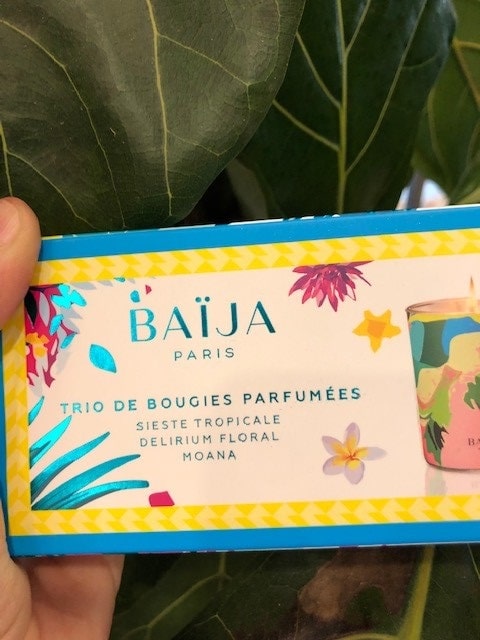 BAÏJA
PARIS
TRIO DE BOUGIES PARFUMÉES
SIESTE TROPICALE
DELIRIUM FLORAL
MOANA